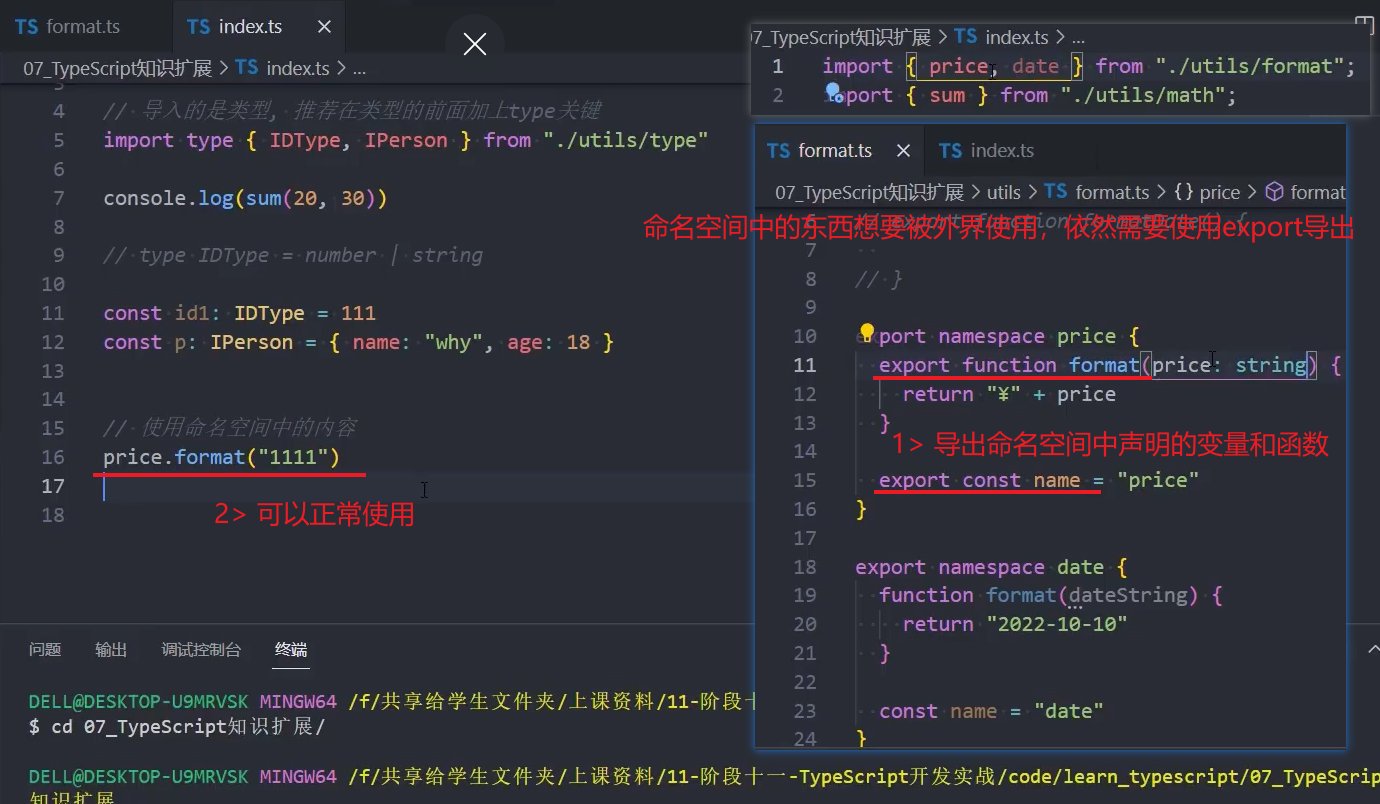 TS format.ts TS index.ts
07_TypeScript知识扩展 > TS index.ts > ...
4 // 导入的是类型, 推荐在类型的前面加上type关键
5 import type { IDType, IPerson } from "./utils/type"
6
7 console.log(sum(20, 30))
8
9 // type IDType = number | string
10
11 const id1: IDType = 111
12 const p: IPerson = { name: "why", age: 18 }
13
14
15 // 使用命名空间中的内容
16 price.format("1111")
17
18
2> 可以正常使用
07_TypeScript知识扩展 > TS index.ts > ...
1 import { price, date } from "./utils/format";
2 import { sum } from "./utils/math";
TS format.ts TS index.ts
07_TypeScript知识扩展 > utils > TS format.ts > {} price > format
命名空间中的东西想要被外界使用，依然需要使用export导出
7
8 // }
9
10 export namespace price {
11 export function format(price: string) {
12 return "¥" + price
13 }
14
1> 导出命名空间中声明的变量和函数
15 export const name = "price"
16 }
17
18 export namespace date {
19 function format(dateString) {
20 return "2022-10-10"
21 }
22
23 const name = "date"
24 }
问题 输出 调试控制台 终端
DELL@DESKTOP-U9MRVSK MINGW64 /f/共享给学生文件夹/上课资料/11-阶段十
$ cd 07_TypeScript知识扩展/
DELL@DESKTOP-U9MRVSK MINGW64 /f/共享给学生文件夹/上课资料/11-阶段十一-TypeScript开发实战/code/learn_typescript/07_TypeScrip
知识扩展